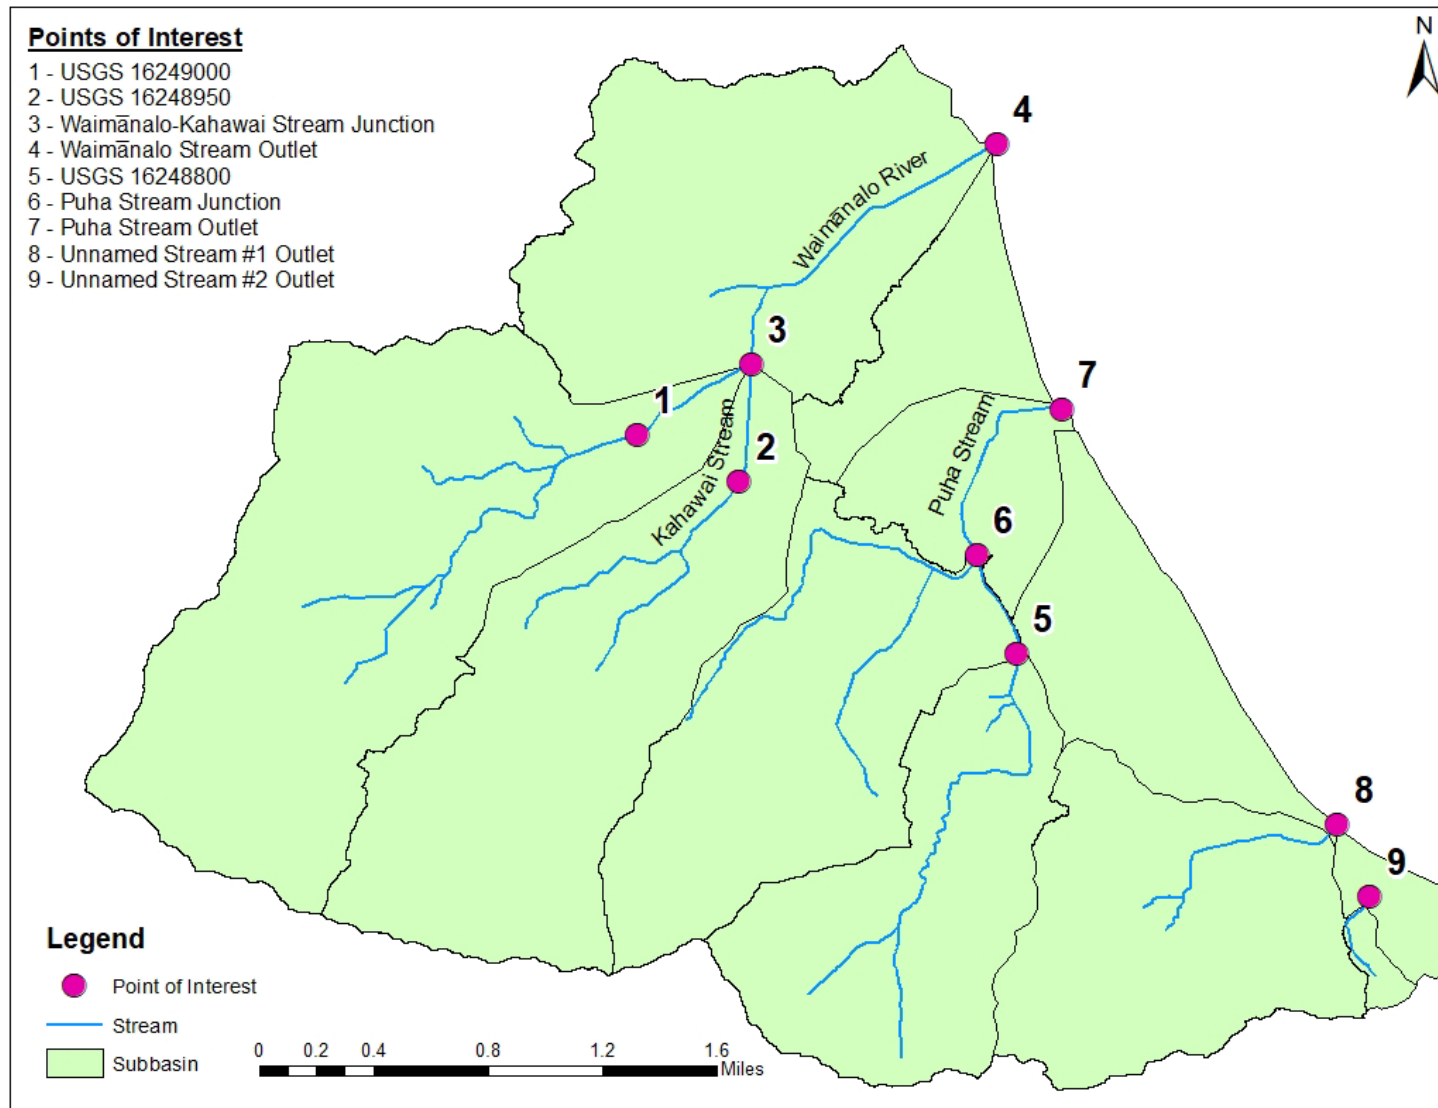 Points of Interest
1 - USGS 16249000
2 - USGS 16248950
3 - Waimānalo-Kahawai Stream Junction
4 - Waimānalo Stream Outlet
5 - USGS 16248800
6 - Puha Stream Junction
7 - Puha Stream Outlet
8 - Unnamed Stream #1 Outlet
9 - Unnamed Stream #2 Outlet
N
4
Waimānalo River
3
7
1
Kahawai Stream
2
Puha Stream
6
5
8
9
Legend
Point of Interest
Stream
Subbasin
0 0.2 0.4 0.8 1.2 1.6
Miles